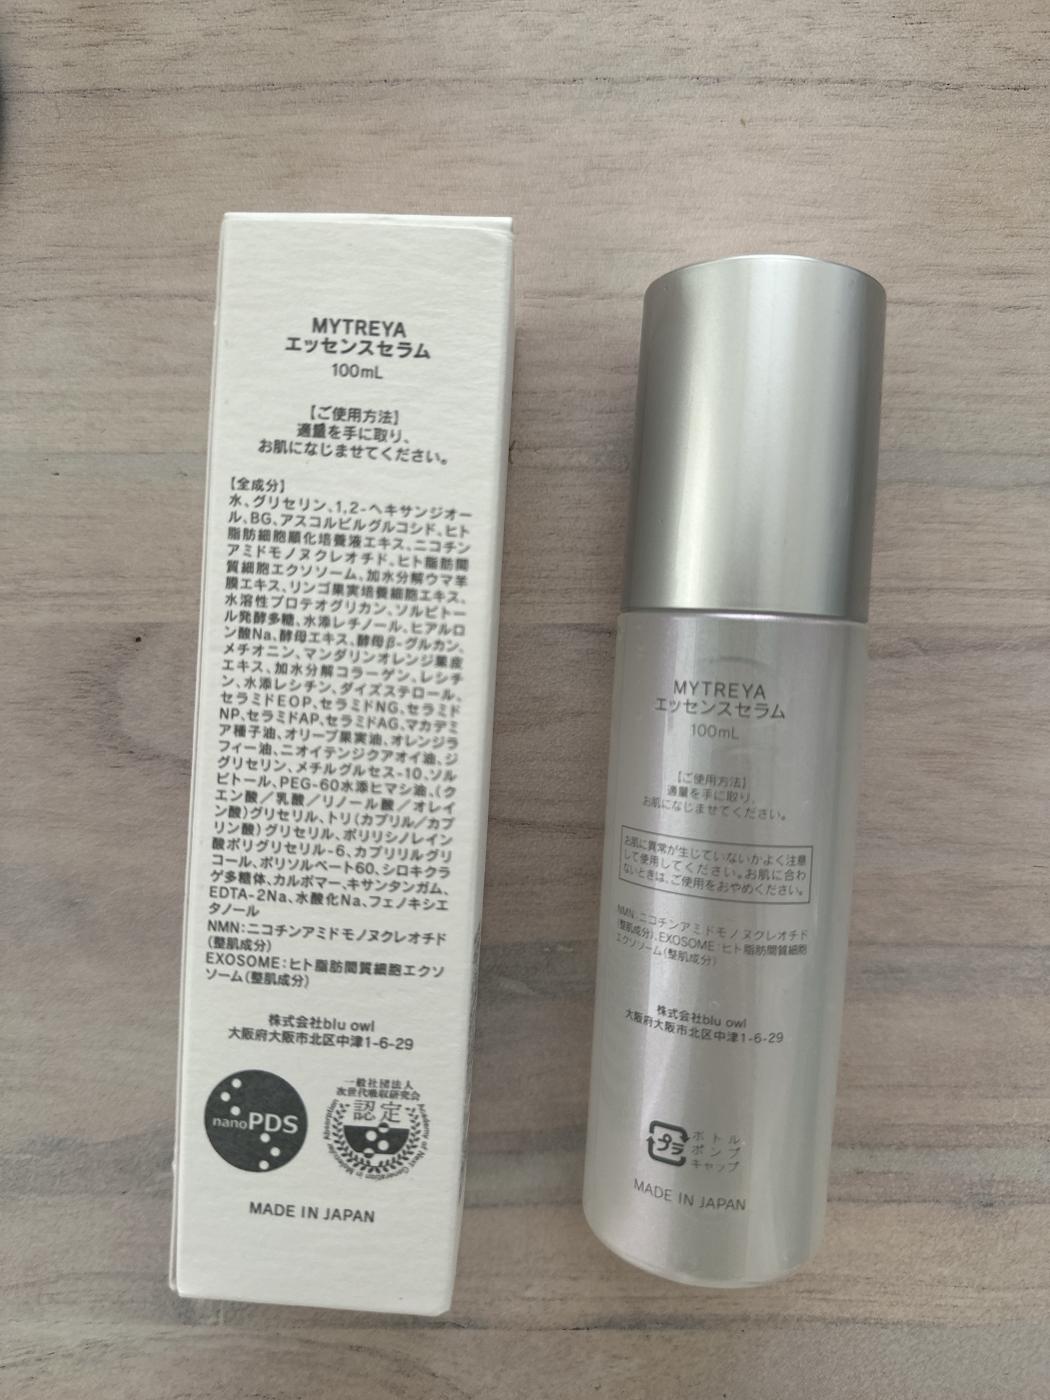 MYTREYA
エッセンスセラム
100mL
【ご使用方法】
適量を手に取り、
お肌になじませてください。
【全成分】
水、グリセリン、1,2-ヘキサンジオー
ル、BG、アスコルビルグルコシド、ヒト
脂肪細胞順化培養液エキス、ニコチン
アミドモノヌクレオチド、ヒト脂肪間
質細胞エクソソーム、加水分解ウマ羊
膜エキス、リンゴ果実培養細胞エキス、
水溶性プロテオグリカン、ソルビトー
ル発酵多糖、水添レチノール、ヒアルロ
ン酸Na、酵母エキス、酵母β-グルカン、
メチオニン、マンダリンオレンジ果皮
エキス、加水分解コラーゲン、レシチ
ン、水添レシチン、ダイズステロール、
セラミドEOP、セラミドNG、セラミド
NP、セラミドAP、セラミドAG、マカデミ
ア種子油、オリーブ果実油、オレンジラ
フィー油、ニオイテンジクアオイ油、ジ
グリセリン、メチルグルセス-10、ソル
ビトール、PEG-60水添ヒマシ油、(ク
エン酸/乳酸/リノール酸/オレイ
ン酸)グリセリル、トリ(カプリル/カプ
リン酸)グリセリル、ポリリシノレイン
酸ポリグリセリル-6、カプリリルグリ
コール、ポリソルベート60、シロキクラ
ゲ多糖体、カルボマー、キサンタンガム、
EDTA-2Na、水酸化Na、フェノキシエ
タノール
NMN:ニコチンアミドモノヌクレオチド
(整肌成分)
EXOSOME:ヒト脂肪間質細胞エクソ
ソーム(整肌成分)
株式会社blu owl
大阪府大阪市北区中津1-6-29
nanoPDS
一般社団法人
次世代吸収研究会
認定
Academy of Next Generation in Molecular Absorption
MADE IN JAPAN
MYTREYA
エッセンスセラム
100mL
【ご使用方法】
適量を手に取り、
お肌になじませてください。
お肌に異常が生じていないかよく注意
して使用してください。お肌に合わ
ないときは、ご使用をおやめください。
NMN:ニコチンアミドモノヌクレオチド
(整肌成分)、EXOSOME:ヒト脂肪間質細胞
エクソソーム(整肌成分)
株式会社blu owl
大阪府大阪市北区中津1-6-29
プラ
ボトル
ポンプ
キャップ
MADE IN JAPAN